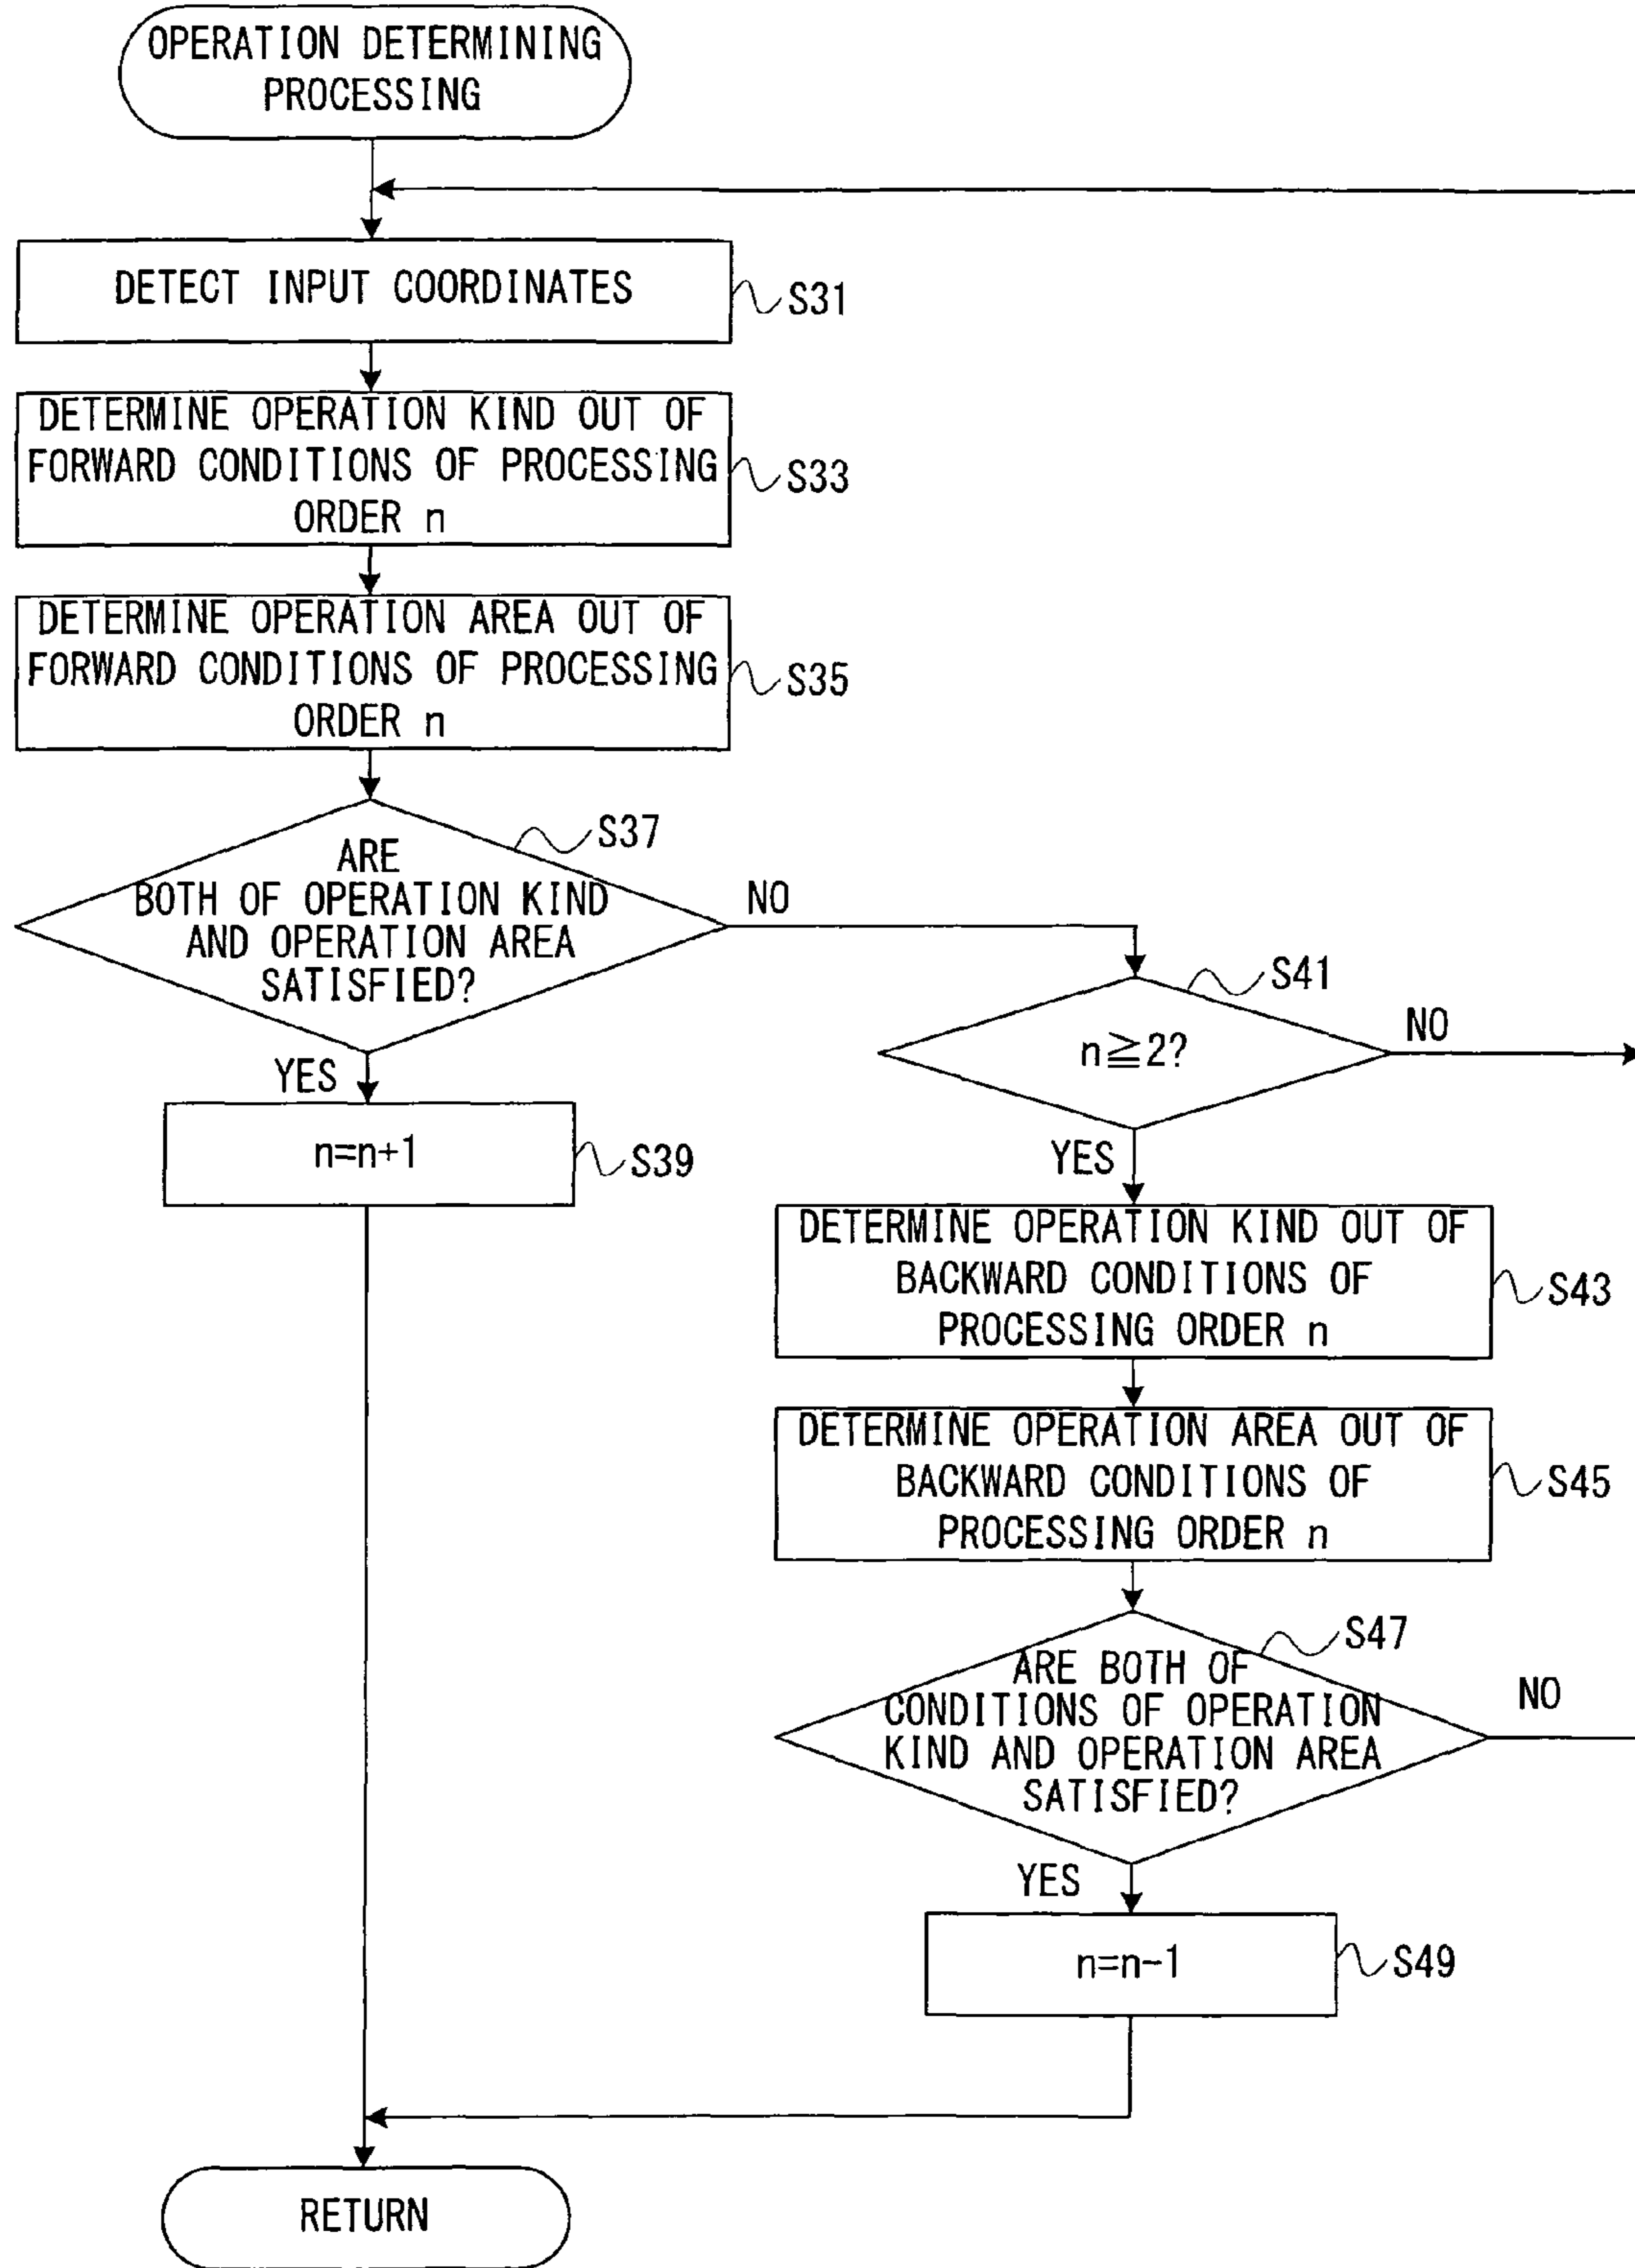 OPERATION DETERMINING
PROCESSING
DETECT INPUT COORDINATES
S31
DETERMINE OPERATION KIND OUT OF
FORWARD CONDITIONS OF PROCESSING
ORDER n
S33
DETERMINE OPERATION AREA OUT OF
FORWARD CONDITIONS OF PROCESSING
ORDER n
S35
S37
ARE
BOTH OF OPERATION KIND
AND OPERATION AREA
SATISFIED?
NO
YES
n=n+1
S39
S41
n≧2?
NO
YES
DETERMINE OPERATION KIND OUT OF
BACKWARD CONDITIONS OF
PROCESSING ORDER n
S43
DETERMINE OPERATION AREA OUT OF
BACKWARD CONDITIONS OF
PROCESSING ORDER n
S45
S47
ARE BOTH OF
CONDITIONS OF OPERATION
KIND AND OPERATION AREA
SATISFIED?
NO
YES
n=n-1
S49
RETURN